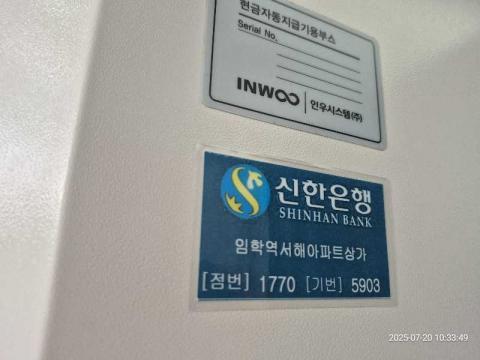 현금자동지급기용부스
Serial No.
INWOO 인우시스템(주)
신한은행
SHINHAN BANK
임학역서해아파트상가
[점번] 1770 [기번] 5903
2025-07-20 10:33:49